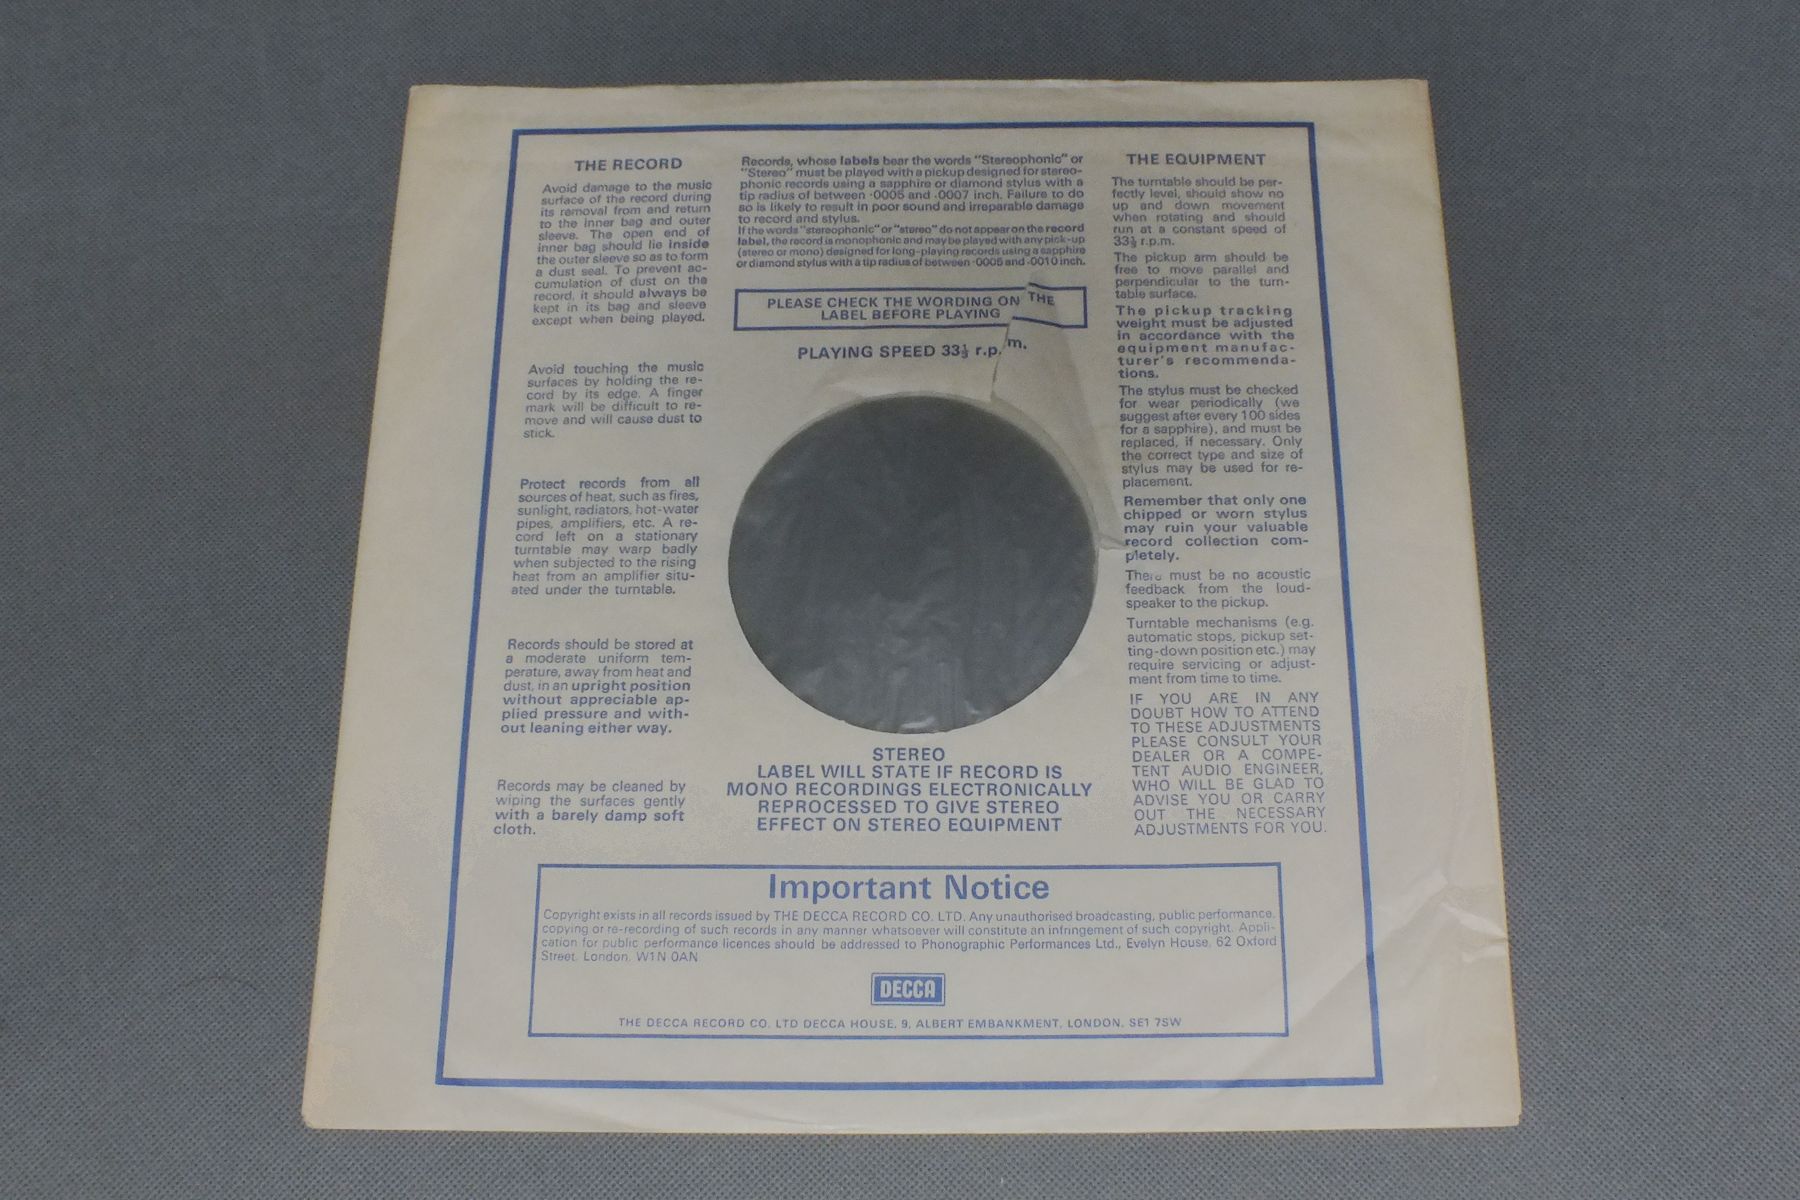 THE RECORD
Avoid damage to the music
surface of the record during
its removal from and return
to the inner bag and outer
sleeve. The open end of
inner bag should lie inside
the outer sleeve so as to form
a dust seal. To prevent ac-
cumulation of dust on the
record, it should always be
kept in its bag and sleeve
except when being played.
Avoid touching the music
surfaces by holding the re-
cord by its edge. A finger
mark will be difficult to re-
move and will cause dust to
stick.
Protect records from all
sources of heat, such as fires,
sunlight, radiators, hot-water
pipes, amplifiers, etc. A re-
cord left on a stationary
turntable may warp badly
when subjected to the rising
heat from an amplifier situ-
ated under the turntable.
Records should be stored at
a moderate uniform tem-
perature, away from heat and
dust, in an upright position
without appreciable ap-
plied pressure and with-
out leaning either way.
Records may be cleaned by
wiping the surfaces gently
with a barely damp soft
cloth.
Records, whose labels bear the words "Stereophonic" or
"Stereo" must be played with a pickup designed for stereo-
phonic records using a sapphire or diamond stylus with a
tip radius of between ·0005 and ·0007 inch. Failure to do
so is likely to result in poor sound and irreparable damage
to record and stylus.
If the words "stereophonic" or "stereo" do not appear on the record
label, the record is monophonic and may be played with any pick-up
(stereo or mono) designed for long-playing records using a sapphire
or diamond stylus with a tip radius of between ·0005 and ·0010 inch.
PLEASE CHECK THE WORDING ON THE
LABEL BEFORE PLAYING
PLAYING SPEED 33⅓ r.p.m.
STEREO
LABEL WILL STATE IF RECORD IS
MONO RECORDINGS ELECTRONICALLY
REPROCESSED TO GIVE STEREO
EFFECT ON STEREO EQUIPMENT
THE EQUIPMENT
The turntable should be per-
fectly level, should show no
up and down movement
when rotating and should
run at a constant speed of
33⅓ r.p.m.
The pickup arm should be
free to move parallel and
perpendicular to the turn-
table surface.
The pickup tracking
weight must be adjusted
in accordance with the
equipment manufac-
turer's recommenda-
tions.
The stylus must be checked
for wear periodically (we
suggest after every 100 sides
for a sapphire), and must be
replaced, if necessary. Only
the correct type and size of
stylus may be used for re-
placement.
Remember that only one
chipped or worn stylus
may ruin your valuable
record collection com-
pletely.
There must be no acoustic
feedback from the loud-
speaker to the pickup.
Turntable mechanisms (e.g.
automatic stops, pickup set-
ting-down position etc.) may
require servicing or adjust-
ment from time to time.
IF YOU ARE IN ANY
DOUBT HOW TO ATTEND
TO THESE ADJUSTMENTS
PLEASE CONSULT YOUR
DEALER OR A COMPE-
TENT AUDIO ENGINEER,
WHO WILL BE GLAD TO
ADVISE YOU OR CARRY
OUT THE NECESSARY
ADJUSTMENTS FOR YOU.
Important Notice
Copyright exists in all records issued by THE DECCA RECORD CO. LTD. Any unauthorised broadcasting, public performance,
copying or re-recording of such records in any manner whatsoever will constitute an infringement of such copyright. Appli-
cation for public performance licences should be addressed to Phonographic Performances Ltd., Evelyn House, 62 Oxford
Street, London, W1N 0AN
DECCA
THE DECCA RECORD CO. LTD DECCA HOUSE, 9, ALBERT EMBANKMENT, LONDON, SE1 7SW